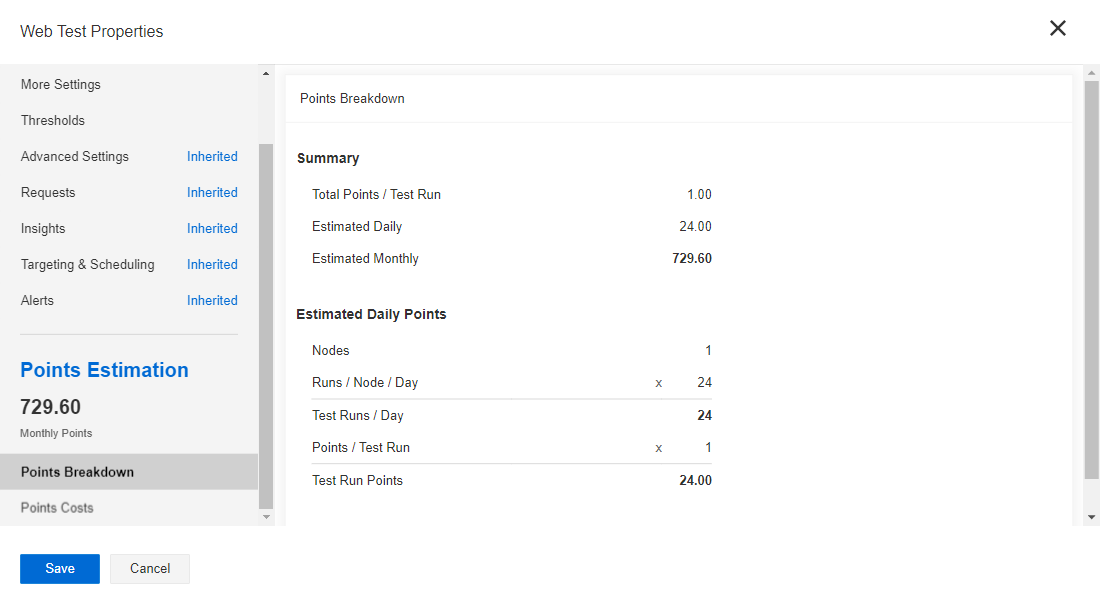 Web Test Properties
More Settings
Thresholds
Advanced Settings Inherited
Requests Inherited
Insights Inherited
Targeting & Scheduling Inherited
Alerts Inherited
Points Estimation
729.60
Monthly Points
Points Breakdown
Points Costs
Points Breakdown
Summary
Total Points / Test Run 1.00
Estimated Daily 24.00
Estimated Monthly 729.60
Estimated Daily Points
Nodes 1
Runs / Node / Day x 24
Test Runs / Day 24
Points / Test Run x 1
Test Run Points 24.00
Save Cancel